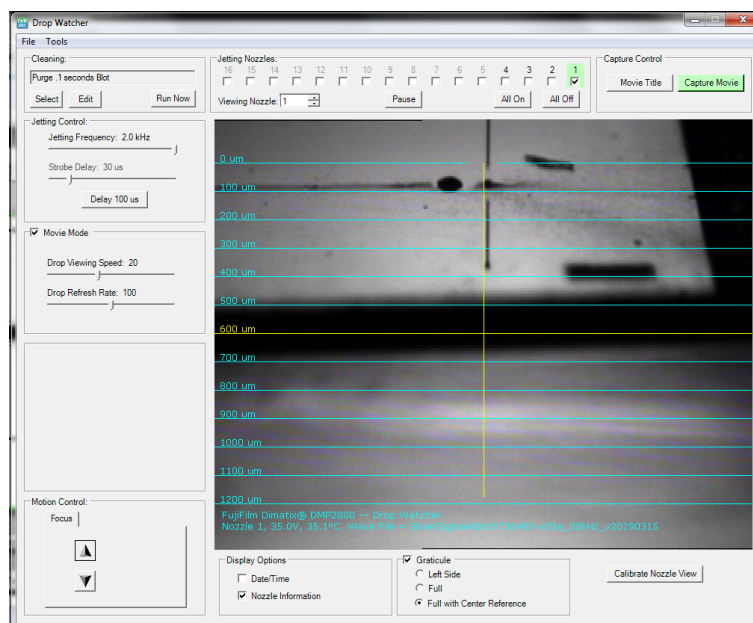 Drop Watcher
File Tools
Cleaning:
Purge .1 seconds Blot
Select Edit Run Now
Jetting Nozzles:
16 15 14 13 12 11 10 9 8 7 6 5 4 3 2 1
Viewing Nozzle: 1 Pause All On All Off
Capture Control
Movie Title Capture Movie
Jetting Control:
Jetting Frequency: 2.0 kHz
Strobe Delay: 30 us
Delay 100 us
Movie Mode
Drop Viewing Speed: 20
Drop Refresh Rate: 100
0 um
100 um
200 um
300 um
400 um
500 um
600 um
700 um
800 um
900 um
1000 um
1100 um
1200 um
FujiFilm Dimatix® DMP2800 -- Drop Watcher
Nozzle 1, 35.0V, 35.1°C, Wave File
Motion Control:
Focus
Display Options
Date/Time
Nozzle Information
Graticule
Left Side
Full
Full with Center Reference
Calibrate Nozzle View